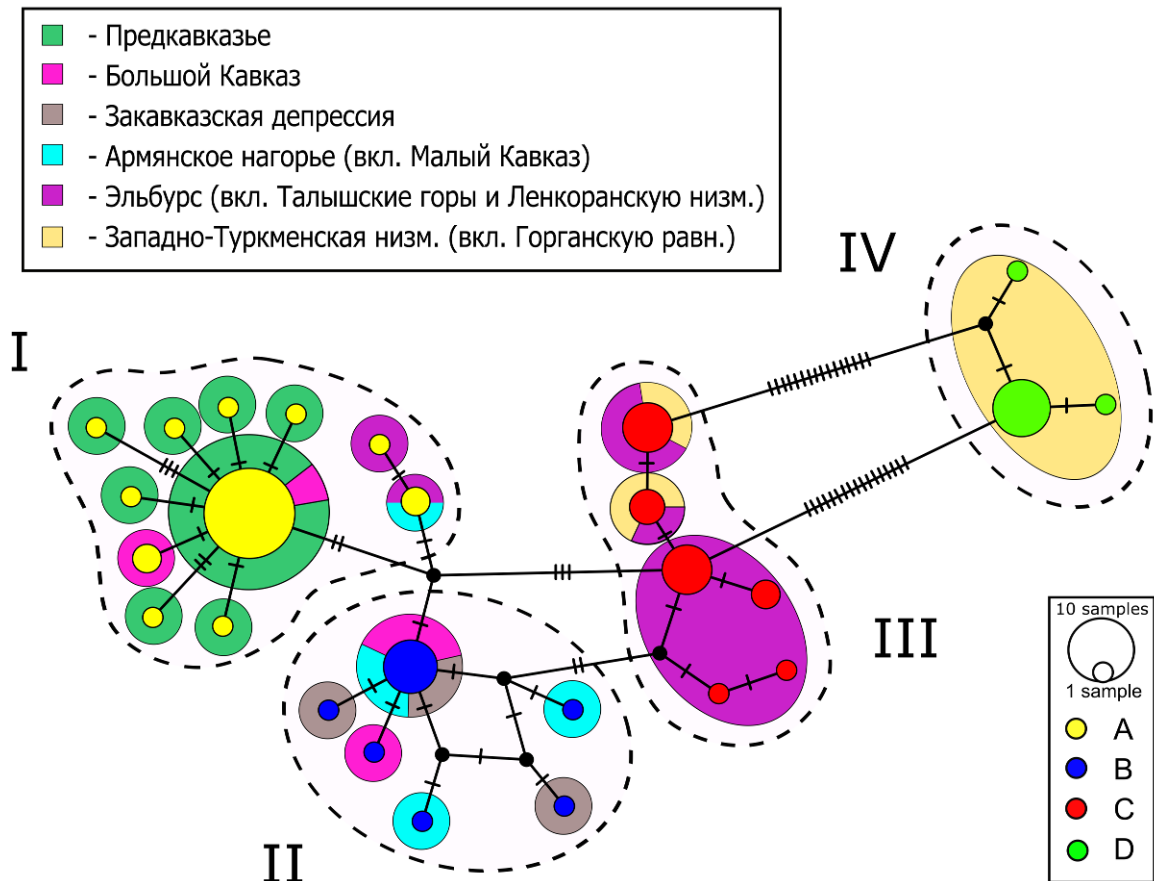 - Предкавказье
- Большой Кавказ
- Закавказская депрессия
- Армянское нагорье (вкл. Малый Кавказ)
- Эльбурс (вкл. Талышские горы и Ленкоранскую низм.)
- Западно-Туркменская низм. (вкл. Горганскую равн.)
IV
I
III
II
10 samples
1 sample
A
B
C
D